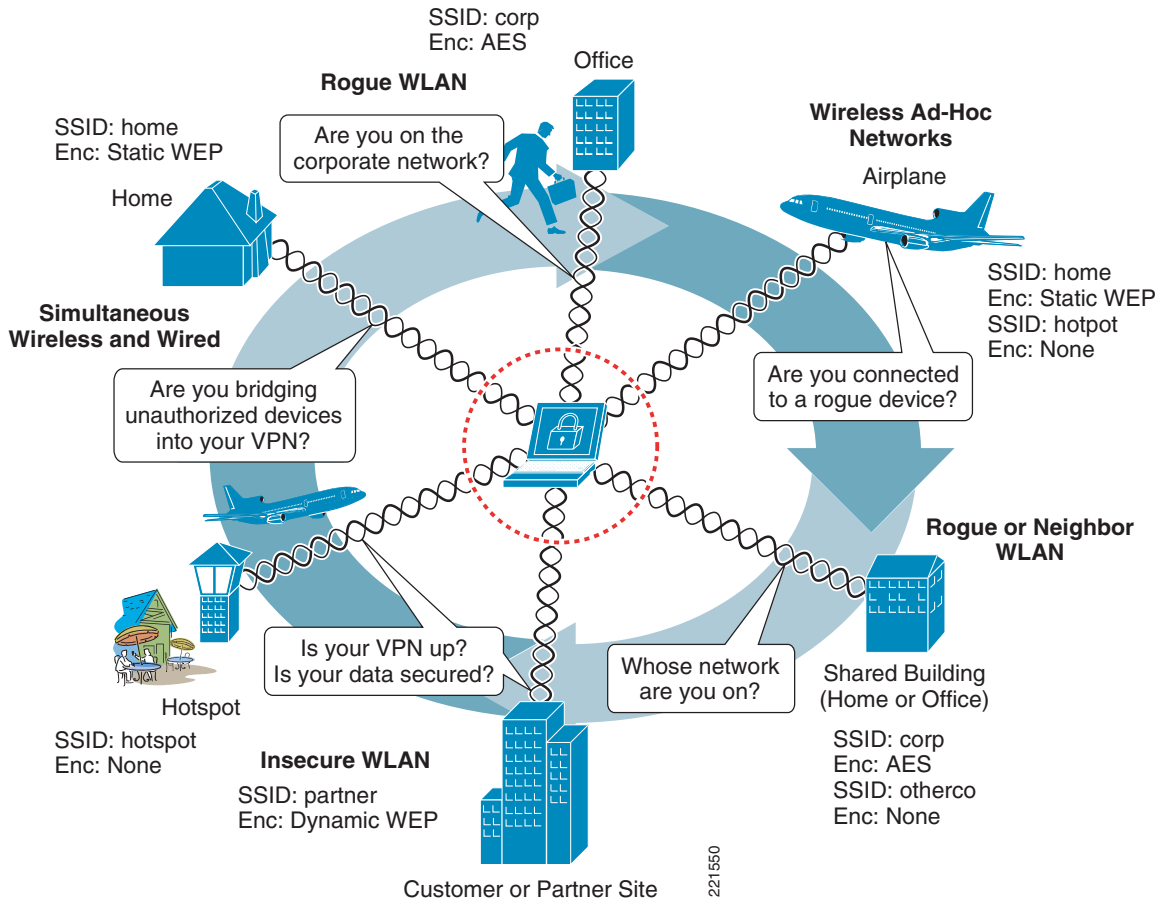 SSID: corp
Enc: AES
Office
Rogue WLAN
Are you on the
corporate network?
SSID: home
Enc: Static WEP
Home
Wireless Ad-Hoc
Networks
Airplane
SSID: home
Enc: Static WEP
SSID: hotpot
Enc: None
Simultaneous
Wireless and Wired
Are you bridging
unauthorized devices
into your VPN?
Are you connected
to a rogue device?
Rogue or Neighbor
WLAN
Is your VPN up?
Is your data secured?
Whose network
are you on?
Shared Building
(Home or Office)
SSID: corp
Enc: AES
SSID: otherco
Enc: None
Hotspot
SSID: hotspot
Enc: None
Insecure WLAN
SSID: partner
Enc: Dynamic WEP
Customer or Partner Site
221550